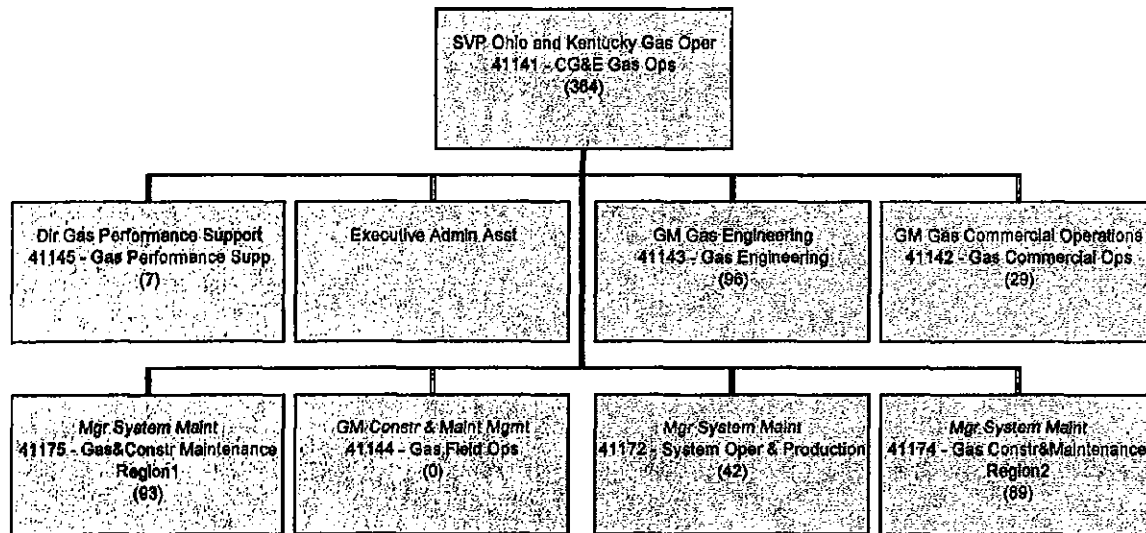 SVP Ohio and Kentucky Gas Oper
41141 - CG&E Gas Ops
(364)
Dir Gas Performance Support
41145 - Gas Performance Supp
(7)
Executive Admin Asst
GM Gas Engineering
41143 - Gas Engineering
(96)
GM Gas Commercial Operations
41142 - Gas Commercial Ops
(29)
Mgr System Maint
41175 - Gas&Constr Maintenance
Region1
(93)
GM Constr & Maint Mgmt
41144 - Gas Field Ops
(0)
Mgr System Maint
41172 - System Oper & Production
(42)
Mgr System Maint
41174 - Gas Constr&Maintenance
Region2
(89)